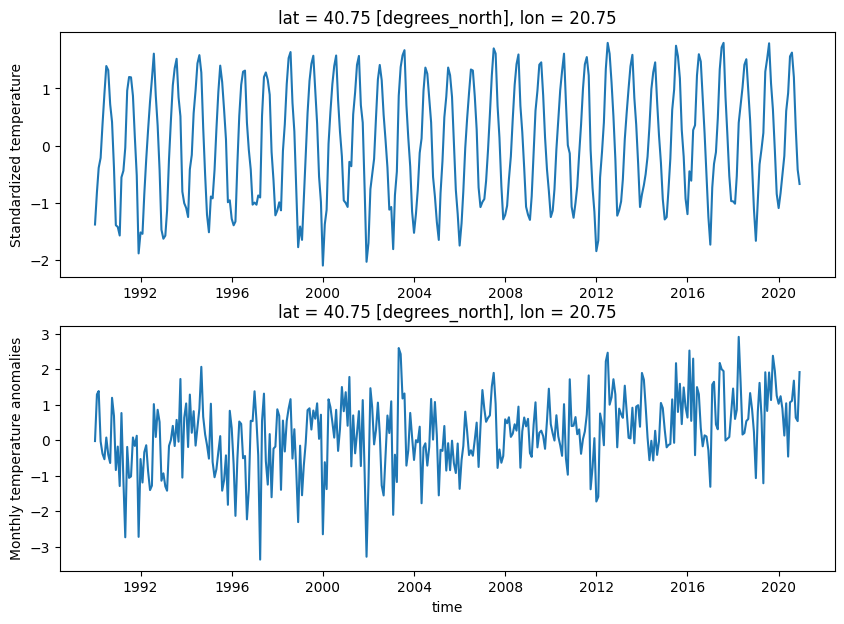 lat = 40.75 [degrees_north], lon = 20.75
Standardized temperature
1
0
−1
−2
1992 1996 2000 2004 2008 2012 2016 2020
lat = 40.75 [degrees_north], lon = 20.75
Monthly temperature anomalies
3
2
1
0
−1
−2
−3
1992 1996 2000 2004 2008 2012 2016 2020
time